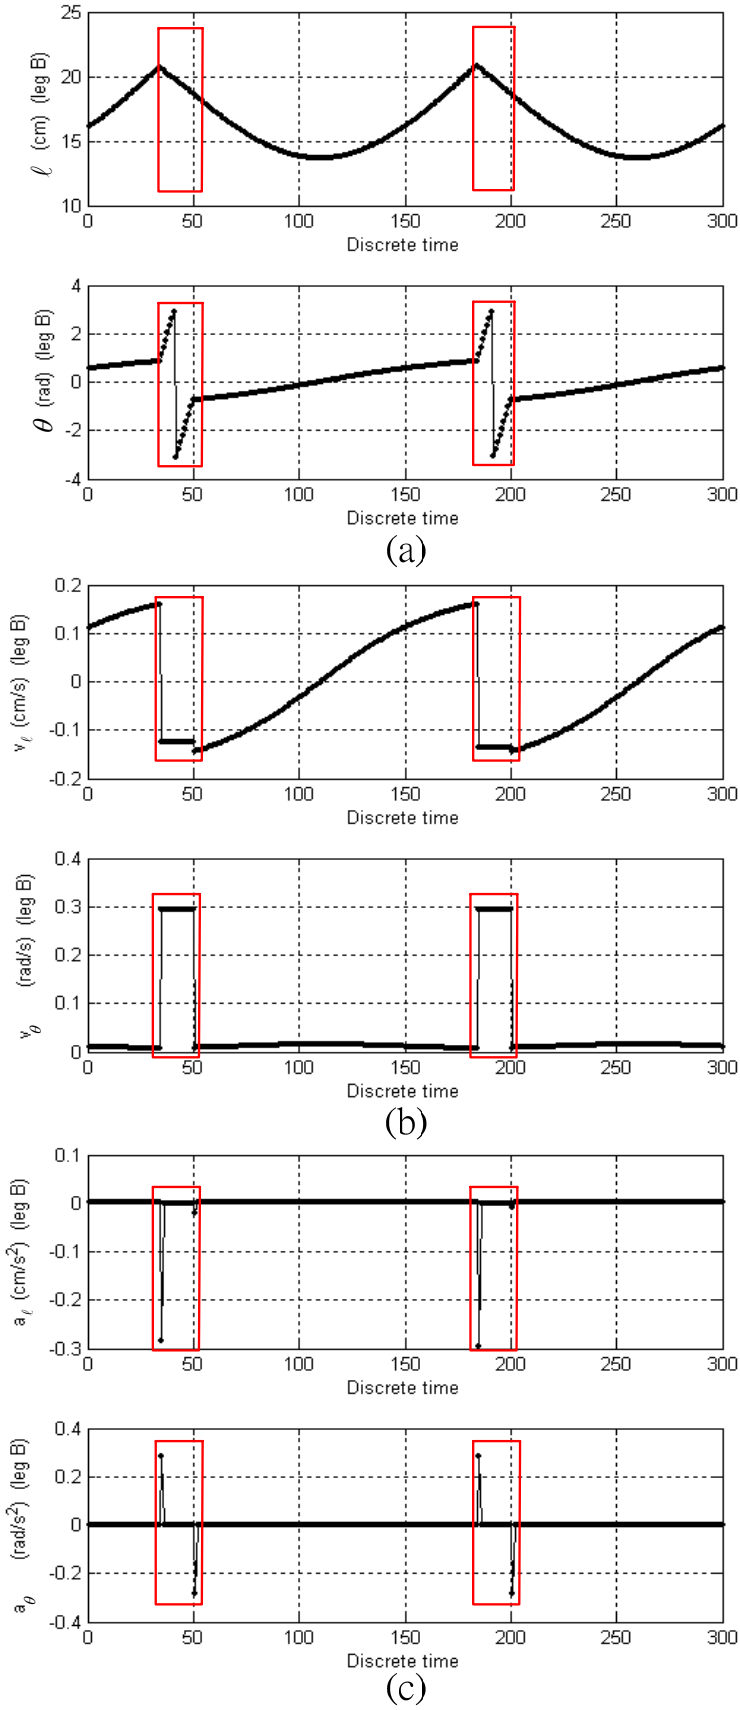 25
20
15
10
ℓ (cm) (leg B)
0 50 100 150 200 250 300
Discrete time
4
2
0
-2
-4
θ (rad) (leg B)
0 50 100 150 200 250 300
Discrete time
(a)
0.2
0.1
0
-0.1
-0.2
vℓ (cm/s) (leg B)
0 50 100 150 200 250 300
Discrete time
0.4
0.3
0.2
0.1
0
vθ (rad/s) (leg B)
0 50 100 150 200 250 300
Discrete time
(b)
0.1
0
-0.1
-0.2
-0.3
aℓ (cm/s²) (leg B)
0 50 100 150 200 250 300
Discrete time
0.4
0.2
0
-0.2
-0.4
aθ (rad/s²) (leg B)
0 50 100 150 200 250 300
Discrete time
(c)